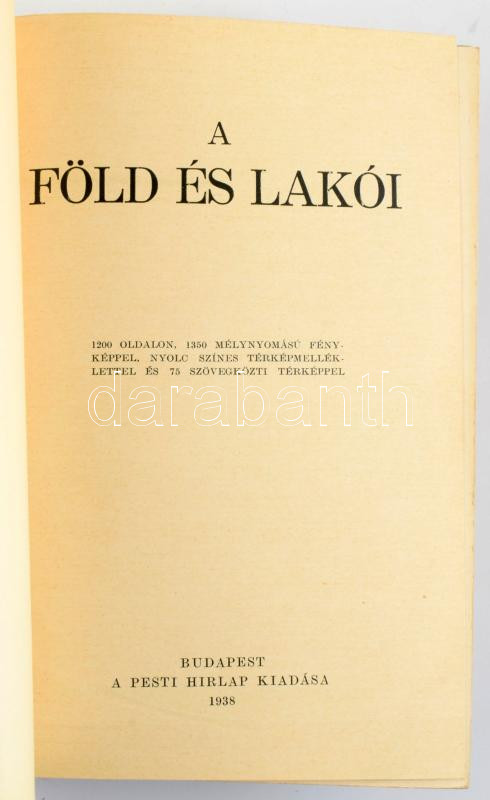 A
FÖLD ÉS LAKÓI
1200 OLDALON, 1350 MÉLYNYOMÁSÚ FÉNY-
KÉPPEL, NYOLC SZÍNES TÉRKÉPMELLÉK-
LETTEL ÉS 75 SZÖVEGKÖZTI TÉRKÉPPEL
darabanth
BUDAPEST
A PESTI HIRLAP KIADÁSA
1938